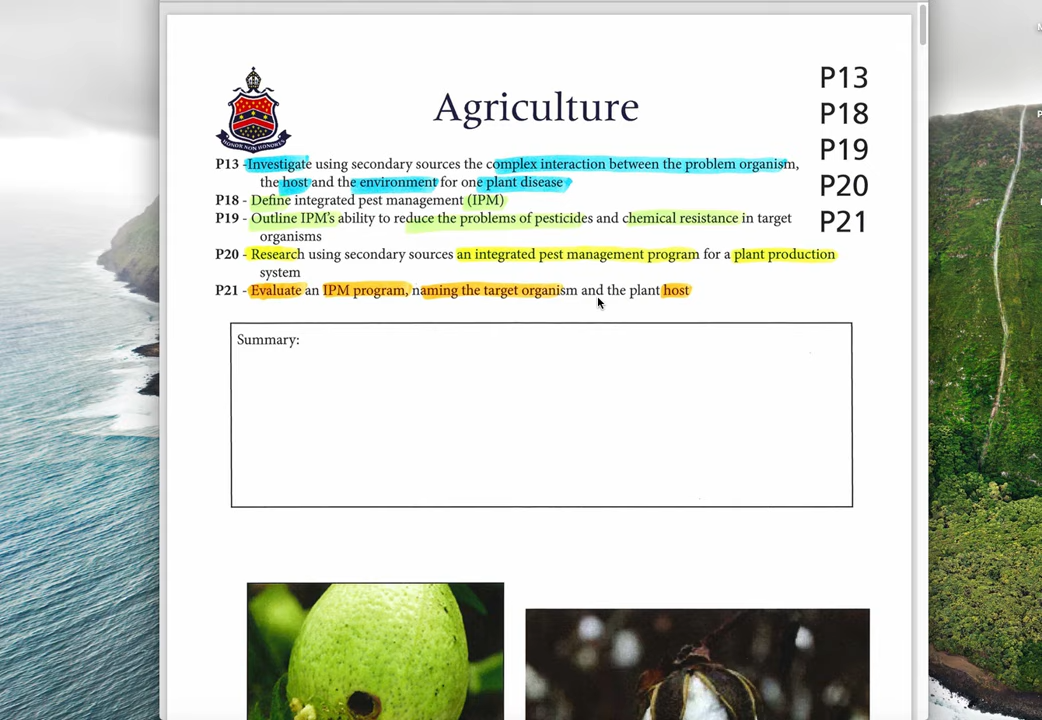 Agriculture
P13
P18
P19
P20
P21
HONOR NON HONORES
P13 - Investigate using secondary sources the complex interaction between the problem organism,
the host and the environment for one plant disease
P18 - Define integrated pest management (IPM)
P19 - Outline IPM's ability to reduce the problems of pesticides and chemical resistance in target
organisms
P20 - Research using secondary sources an integrated pest management program for a plant production
system
P21 - Evaluate an IPM program, naming the target organism and the plant host
Summary: